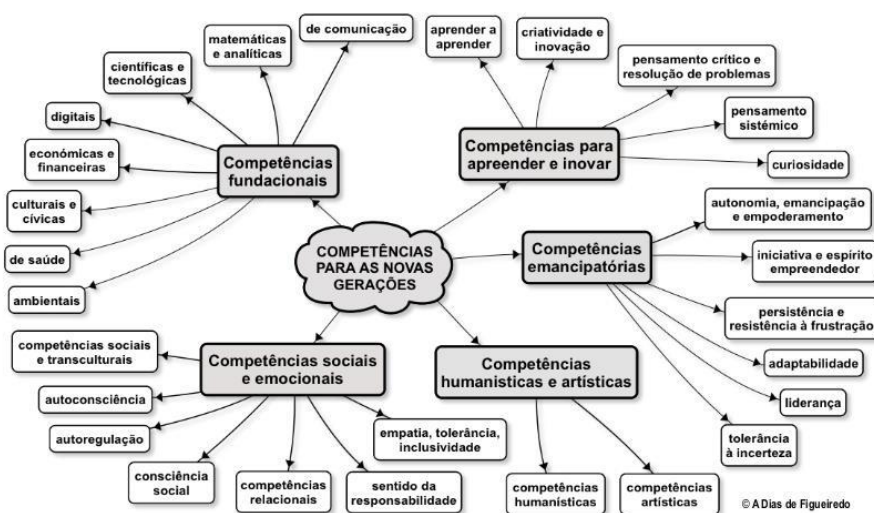 de comunicação
matemáticas
e analíticas
científicas e
tecnológicas
digitais
económicas e
financeiras
culturais e
cívicas
de saúde
ambientais
Competências
fundacionais
aprender a
aprender
criatividade e
inovação
pensamento crítico e
resolução de problemas
pensamento
sistémico
curiosidade
Competências para
apreender e inovar
COMPETÊNCIAS
PARA AS NOVAS
GERAÇÕES
Competências
emancipatórias
autonomia, emancipação
e empoderamento
iniciativa e espírito
empreendedor
persistência e
resistência à frustração
adaptabilidade
liderança
tolerância
à incerteza
Competências sociais
e emocionais
competências sociais
e transculturais
autoconsciência
autoregulação
consciência
social
competências
relacionais
sentido da
responsabilidade
empatia, tolerância,
inclusividade
Competências
humanisticas e artísticas
competências
humanísticas
competências
artísticas
© A Dias de Figueiredo